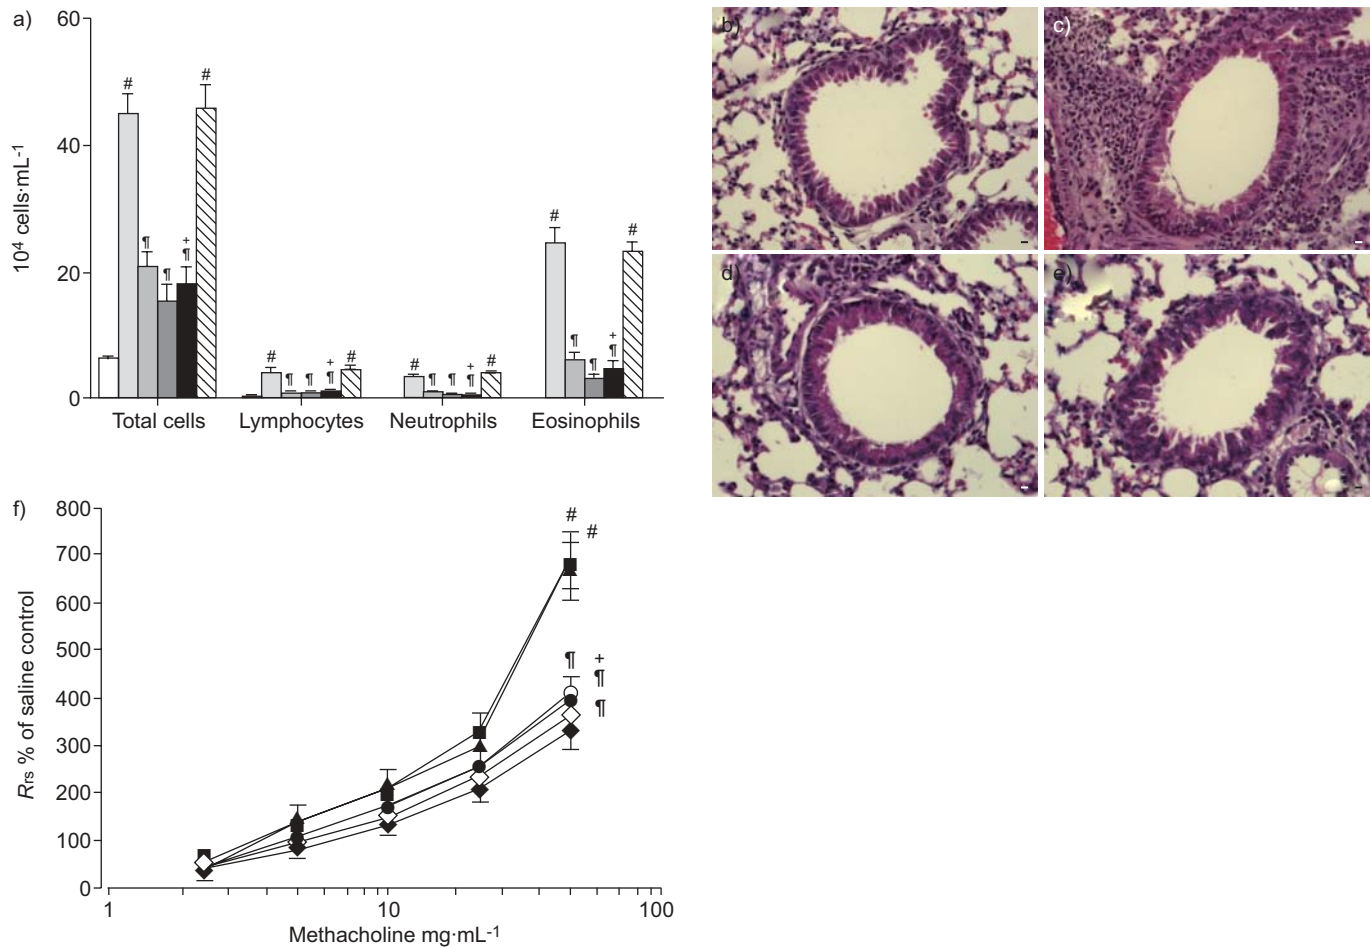 a)
60
40
20
0
10⁴ cells·mL⁻¹
# ¶ ¶ + ¶ #
# ¶ ¶ + ¶ #
# ¶ ¶ + ¶ #
# ¶ ¶ + ¶ #
Total cells Lymphocytes Neutrophils Eosinophils
b)
c)
d)
e)
f)
800
700
600
500
400
300
200
100
0
Rrs % of saline control
# #
¶ + ¶ ¶
1 10 100
Methacholine mg·mL⁻¹